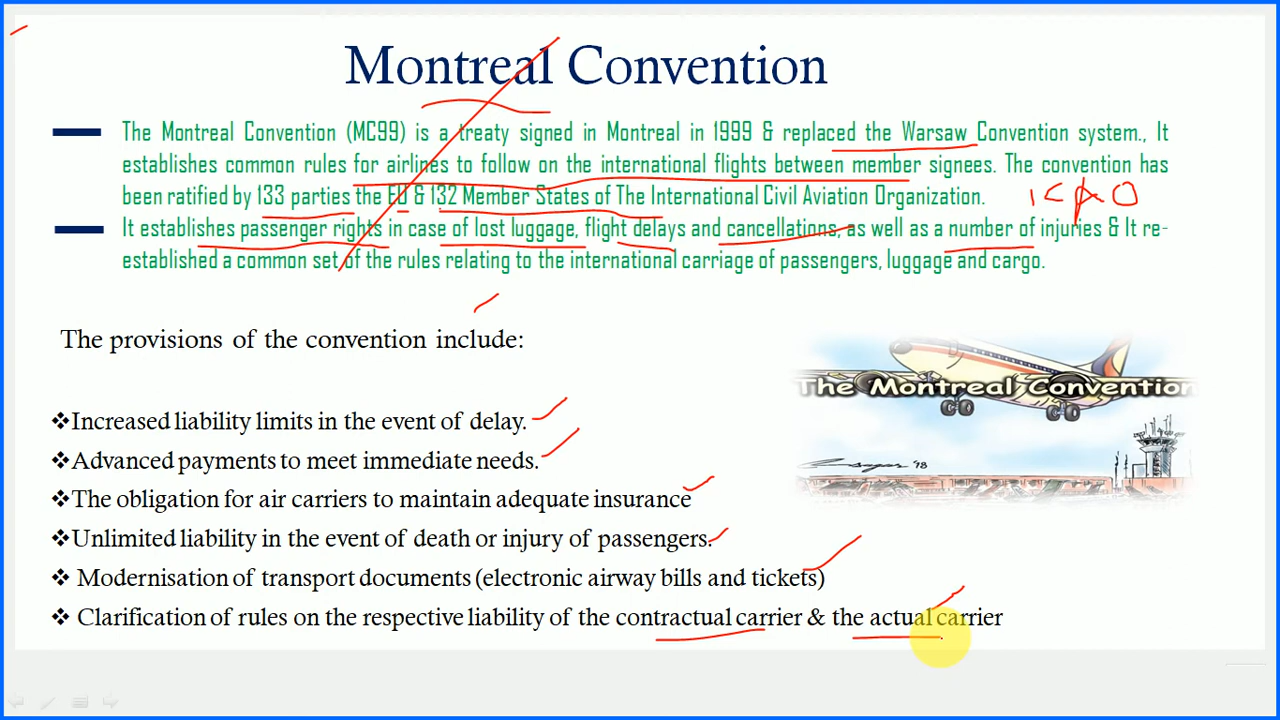 Montreal Convention
The Montreal Convention (MC99) is a treaty signed in Montreal in 1999 & replaced the Warsaw Convention system., It
establishes common rules for airlines to follow on the international flights between member signees. The convention has
been ratified by 133 parties the EU & 132 Member States of The International Civil Aviation Organization.
ICAO
It establishes passenger rights in case of lost luggage, flight delays and cancellations, as well as a number of injuries & It re-
established a common set of the rules relating to the international carriage of passengers, luggage and cargo.
The provisions of the convention include:
❖Increased liability limits in the event of delay.
❖Advanced payments to meet immediate needs.
❖The obligation for air carriers to maintain adequate insurance
❖Unlimited liability in the event of death or injury of passengers.
❖ Modernisation of transport documents (electronic airway bills and tickets)
❖ Clarification of rules on the respective liability of the contractual carrier & the actual carrier
The Montreal Convention